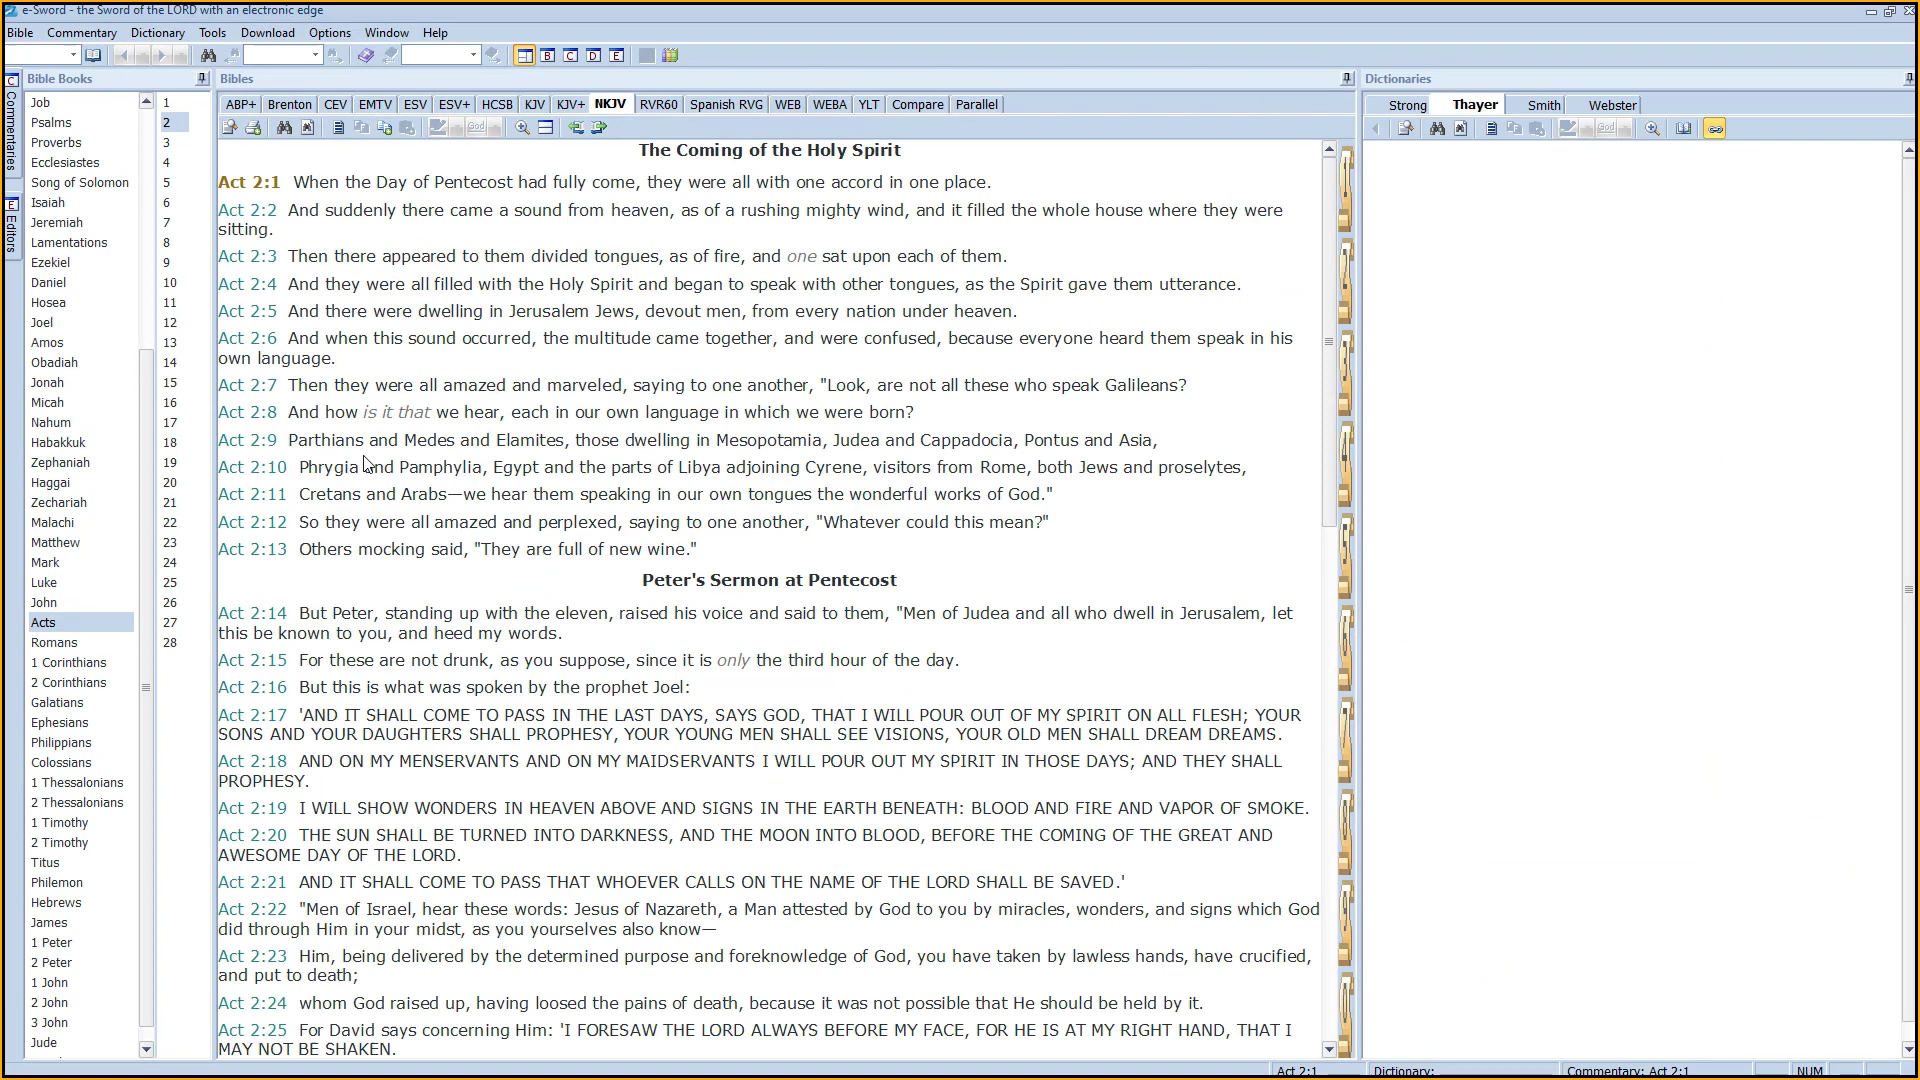 e-Sword - the Sword of the LORD with an electronic edge
Bible Commentary Dictionary Tools Download Options Window Help
B C D E
Bible Books
Bibles
Dictionaries
C Commentaries
E Editors
Job
Psalms
Proverbs
Ecclesiastes
Song of Solomon
Isaiah
Jeremiah
Lamentations
Ezekiel
Daniel
Hosea
Joel
Amos
Obadiah
Jonah
Micah
Nahum
Habakkuk
Zephaniah
Haggai
Zechariah
Malachi
Matthew
Mark
Luke
John
Acts
Romans
1 Corinthians
2 Corinthians
Galatians
Ephesians
Philippians
Colossians
1 Thessalonians
2 Thessalonians
1 Timothy
2 Timothy
Titus
Philemon
Hebrews
James
1 Peter
2 Peter
1 John
2 John
3 John
Jude
1
2
3
4
5
6
7
8
9
10
11
12
13
14
15
16
17
18
19
20
21
22
23
24
25
26
27
28
ABP+ Brenton CEV EMTV ESV ESV+ HCSB KJV KJV+ NKJV RVR60 Spanish RVG WEB WEBA YLT Compare Parallel
God
The Coming of the Holy Spirit
Act 2:1 When the Day of Pentecost had fully come, they were all with one accord in one place.
Act 2:2 And suddenly there came a sound from heaven, as of a rushing mighty wind, and it filled the whole house where they were
sitting.
Act 2:3 Then there appeared to them divided tongues, as of fire, and one sat upon each of them.
Act 2:4 And they were all filled with the Holy Spirit and began to speak with other tongues, as the Spirit gave them utterance.
Act 2:5 And there were dwelling in Jerusalem Jews, devout men, from every nation under heaven.
Act 2:6 And when this sound occurred, the multitude came together, and were confused, because everyone heard them speak in his
own language.
Act 2:7 Then they were all amazed and marveled, saying to one another, "Look, are not all these who speak Galileans?
Act 2:8 And how is it that we hear, each in our own language in which we were born?
Act 2:9 Parthians and Medes and Elamites, those dwelling in Mesopotamia, Judea and Cappadocia, Pontus and Asia,
Act 2:10 Phrygia and Pamphylia, Egypt and the parts of Libya adjoining Cyrene, visitors from Rome, both Jews and proselytes,
Act 2:11 Cretans and Arabs—we hear them speaking in our own tongues the wonderful works of God."
Act 2:12 So they were all amazed and perplexed, saying to one another, "Whatever could this mean?"
Act 2:13 Others mocking said, "They are full of new wine."
Peter's Sermon at Pentecost
Act 2:14 But Peter, standing up with the eleven, raised his voice and said to them, "Men of Judea and all who dwell in Jerusalem, let
this be known to you, and heed my words.
Act 2:15 For these are not drunk, as you suppose, since it is only the third hour of the day.
Act 2:16 But this is what was spoken by the prophet Joel:
Act 2:17 'AND IT SHALL COME TO PASS IN THE LAST DAYS, SAYS GOD, THAT I WILL POUR OUT OF MY SPIRIT ON ALL FLESH; YOUR
SONS AND YOUR DAUGHTERS SHALL PROPHESY, YOUR YOUNG MEN SHALL SEE VISIONS, YOUR OLD MEN SHALL DREAM DREAMS.
Act 2:18 AND ON MY MENSERVANTS AND ON MY MAIDSERVANTS I WILL POUR OUT MY SPIRIT IN THOSE DAYS; AND THEY SHALL
PROPHESY.
Act 2:19 I WILL SHOW WONDERS IN HEAVEN ABOVE AND SIGNS IN THE EARTH BENEATH: BLOOD AND FIRE AND VAPOR OF SMOKE.
Act 2:20 THE SUN SHALL BE TURNED INTO DARKNESS, AND THE MOON INTO BLOOD, BEFORE THE COMING OF THE GREAT AND
AWESOME DAY OF THE LORD.
Act 2:21 AND IT SHALL COME TO PASS THAT WHOEVER CALLS ON THE NAME OF THE LORD SHALL BE SAVED.'
Act 2:22 "Men of Israel, hear these words: Jesus of Nazareth, a Man attested by God to you by miracles, wonders, and signs which God
did through Him in your midst, as you yourselves also know—
Act 2:23 Him, being delivered by the determined purpose and foreknowledge of God, you have taken by lawless hands, have crucified,
and put to death;
Act 2:24 whom God raised up, having loosed the pains of death, because it was not possible that He should be held by it.
Act 2:25 For David says concerning Him: 'I FORESAW THE LORD ALWAYS BEFORE MY FACE, FOR HE IS AT MY RIGHT HAND, THAT I
MAY NOT BE SHAKEN.
Strong Thayer Smith Webster
God
Act 2:1 Dictionary: Commentary: Act 2:1 NUM